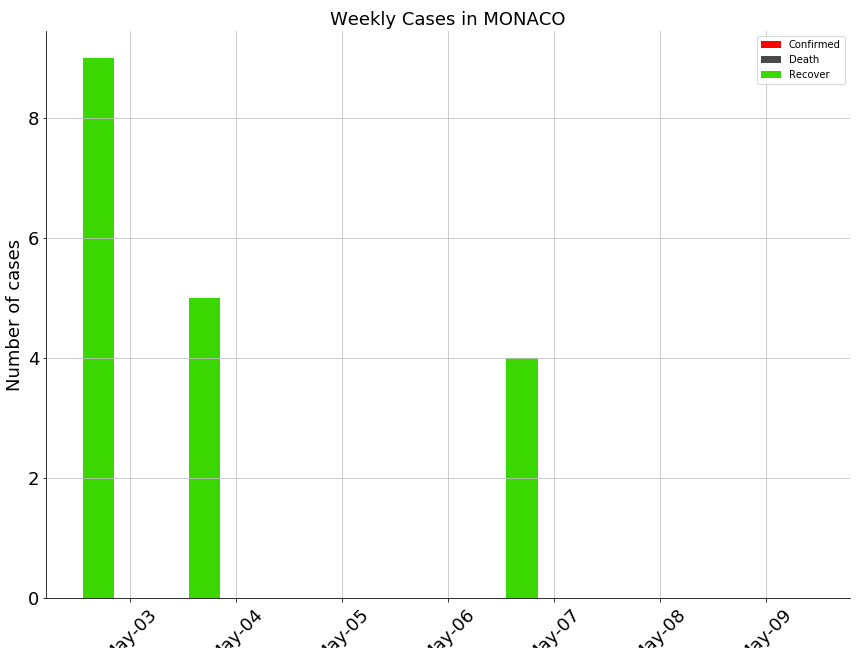 Weekly Cases in MONACO
Confirmed
Death
Recover
Number of cases
8
6
4
2
0
May-03
May-04
May-05
May-06
May-07
May-08
May-09